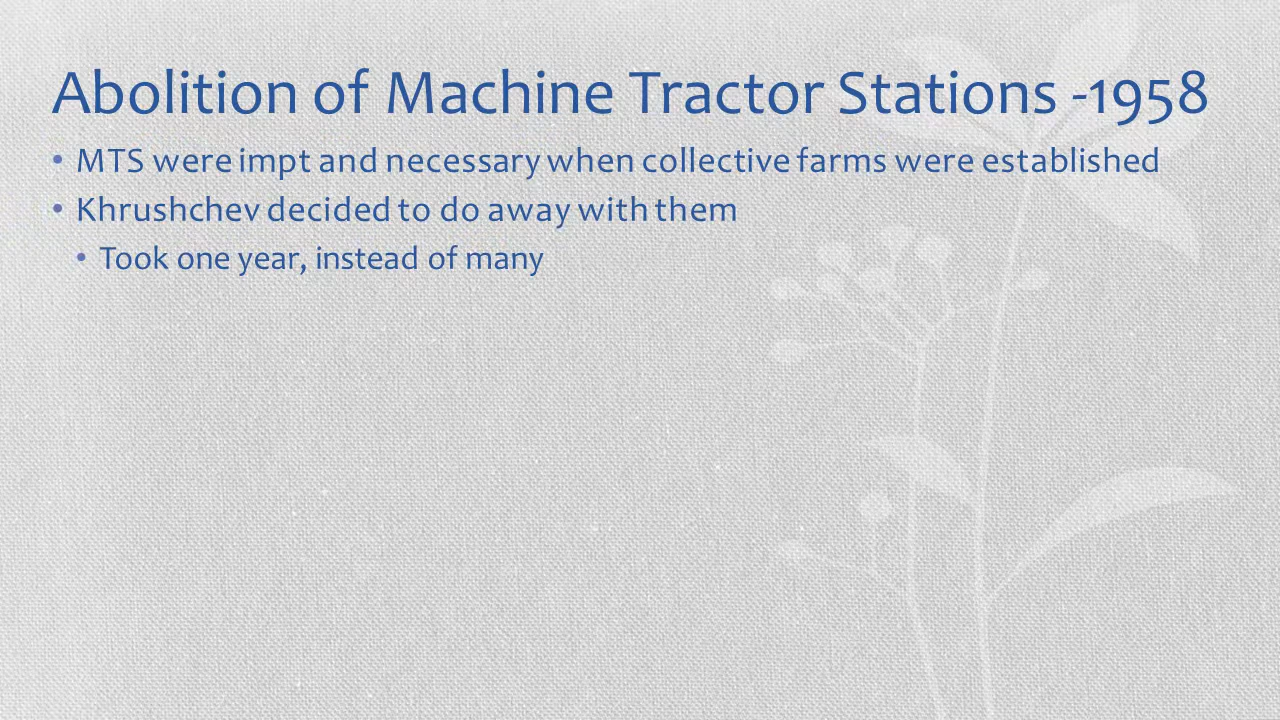 Abolition of Machine Tractor Stations -1958
• MTS were impt and necessary when collective farms were established
• Khrushchev decided to do away with them
• Took one year, instead of many